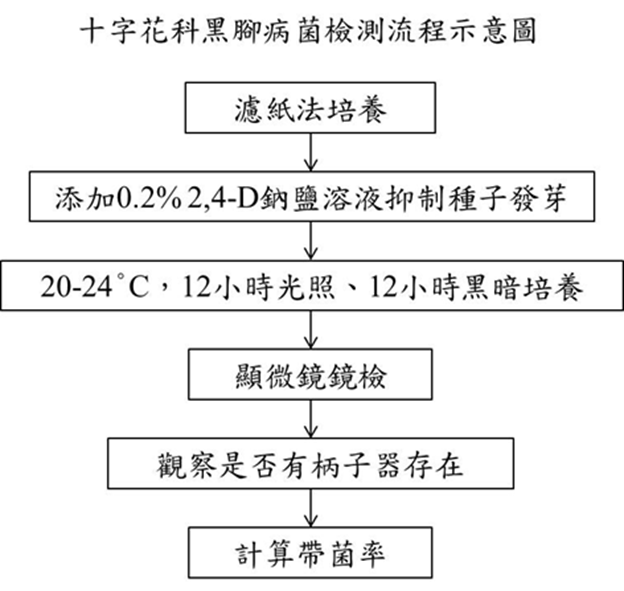 十字花科黑腳病菌檢測流程示意圖
濾紙法培養
添加0.2% 2,4-D鈉鹽溶液抑制種子發芽
20-24°C，12小時光照、12小時黑暗培養
顯微鏡鏡檢
觀察是否有柄子器存在
計算帶菌率